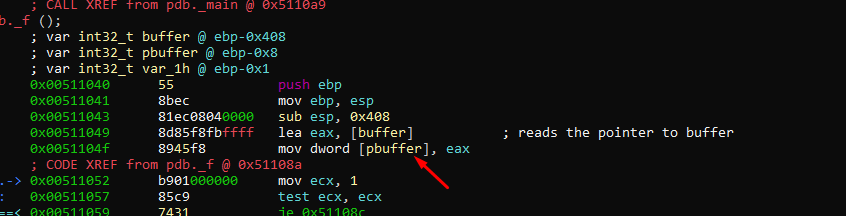 ; CALL XREF from pdb._main @ 0x5110a9
b._f ();
; var int32_t buffer @ ebp-0x408
; var int32_t pbuffer @ ebp-0x8
; var int32_t var_1h @ ebp-0x1
0x00511040 55 push ebp
0x00511041 8bec mov ebp, esp
0x00511043 81ec08040000 sub esp, 0x408
0x00511049 8d85f8fbffff lea eax, [buffer] ; reads the pointer to buffer
0x0051104f 8945f8 mov dword [pbuffer], eax
; CODE XREF from pdb._f @ 0x51108a
.-> 0x00511052 b901000000 mov ecx, 1
: 0x00511057 85c9 test ecx, ecx
==< 0x00511059 7431 je 0x51108c